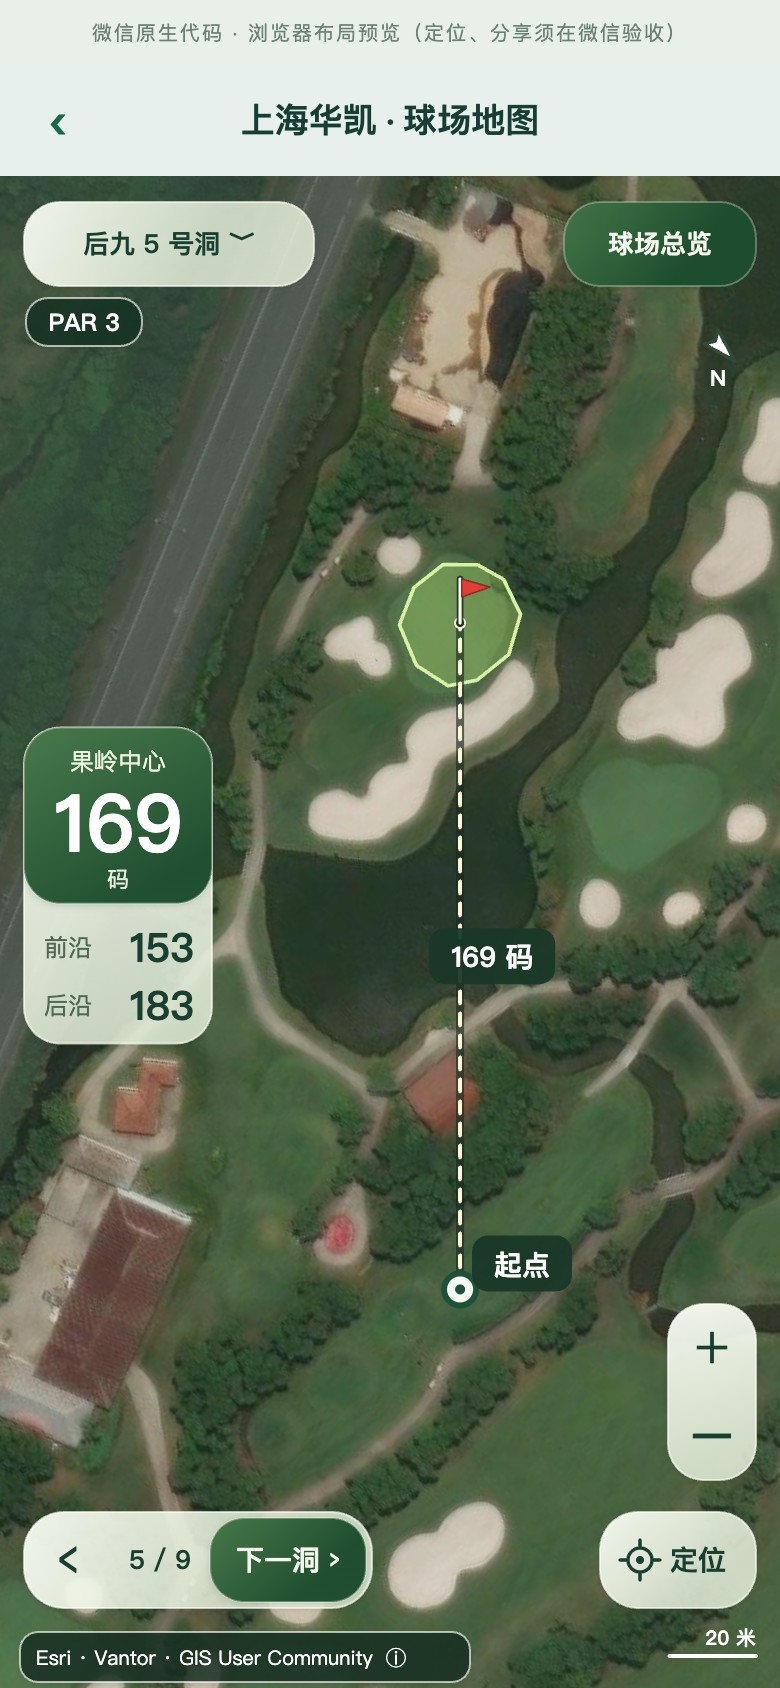 微信原生代码 · 浏览器布局预览（定位、分享须在微信验收）
上海华凯 · 球场地图
后九 5 号洞
球场总览
PAR 3
N
果岭中心
169
码
前沿 153
后沿 183
169 码
起点
5 / 9
下一洞 ›
定位
20 米
Esri · Vantor · GIS User Community ⓘ